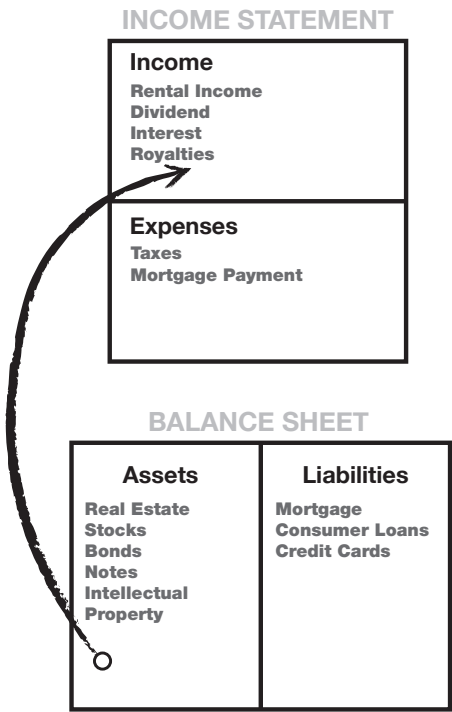 INCOME STATEMENT
Income
Rental Income
Dividend
Interest
Royalties
Expenses
Taxes
Mortgage Payment
BALANCE SHEET
Assets
Real Estate
Stocks
Bonds
Notes
Intellectual
Property
Liabilities
Mortgage
Consumer Loans
Credit Cards